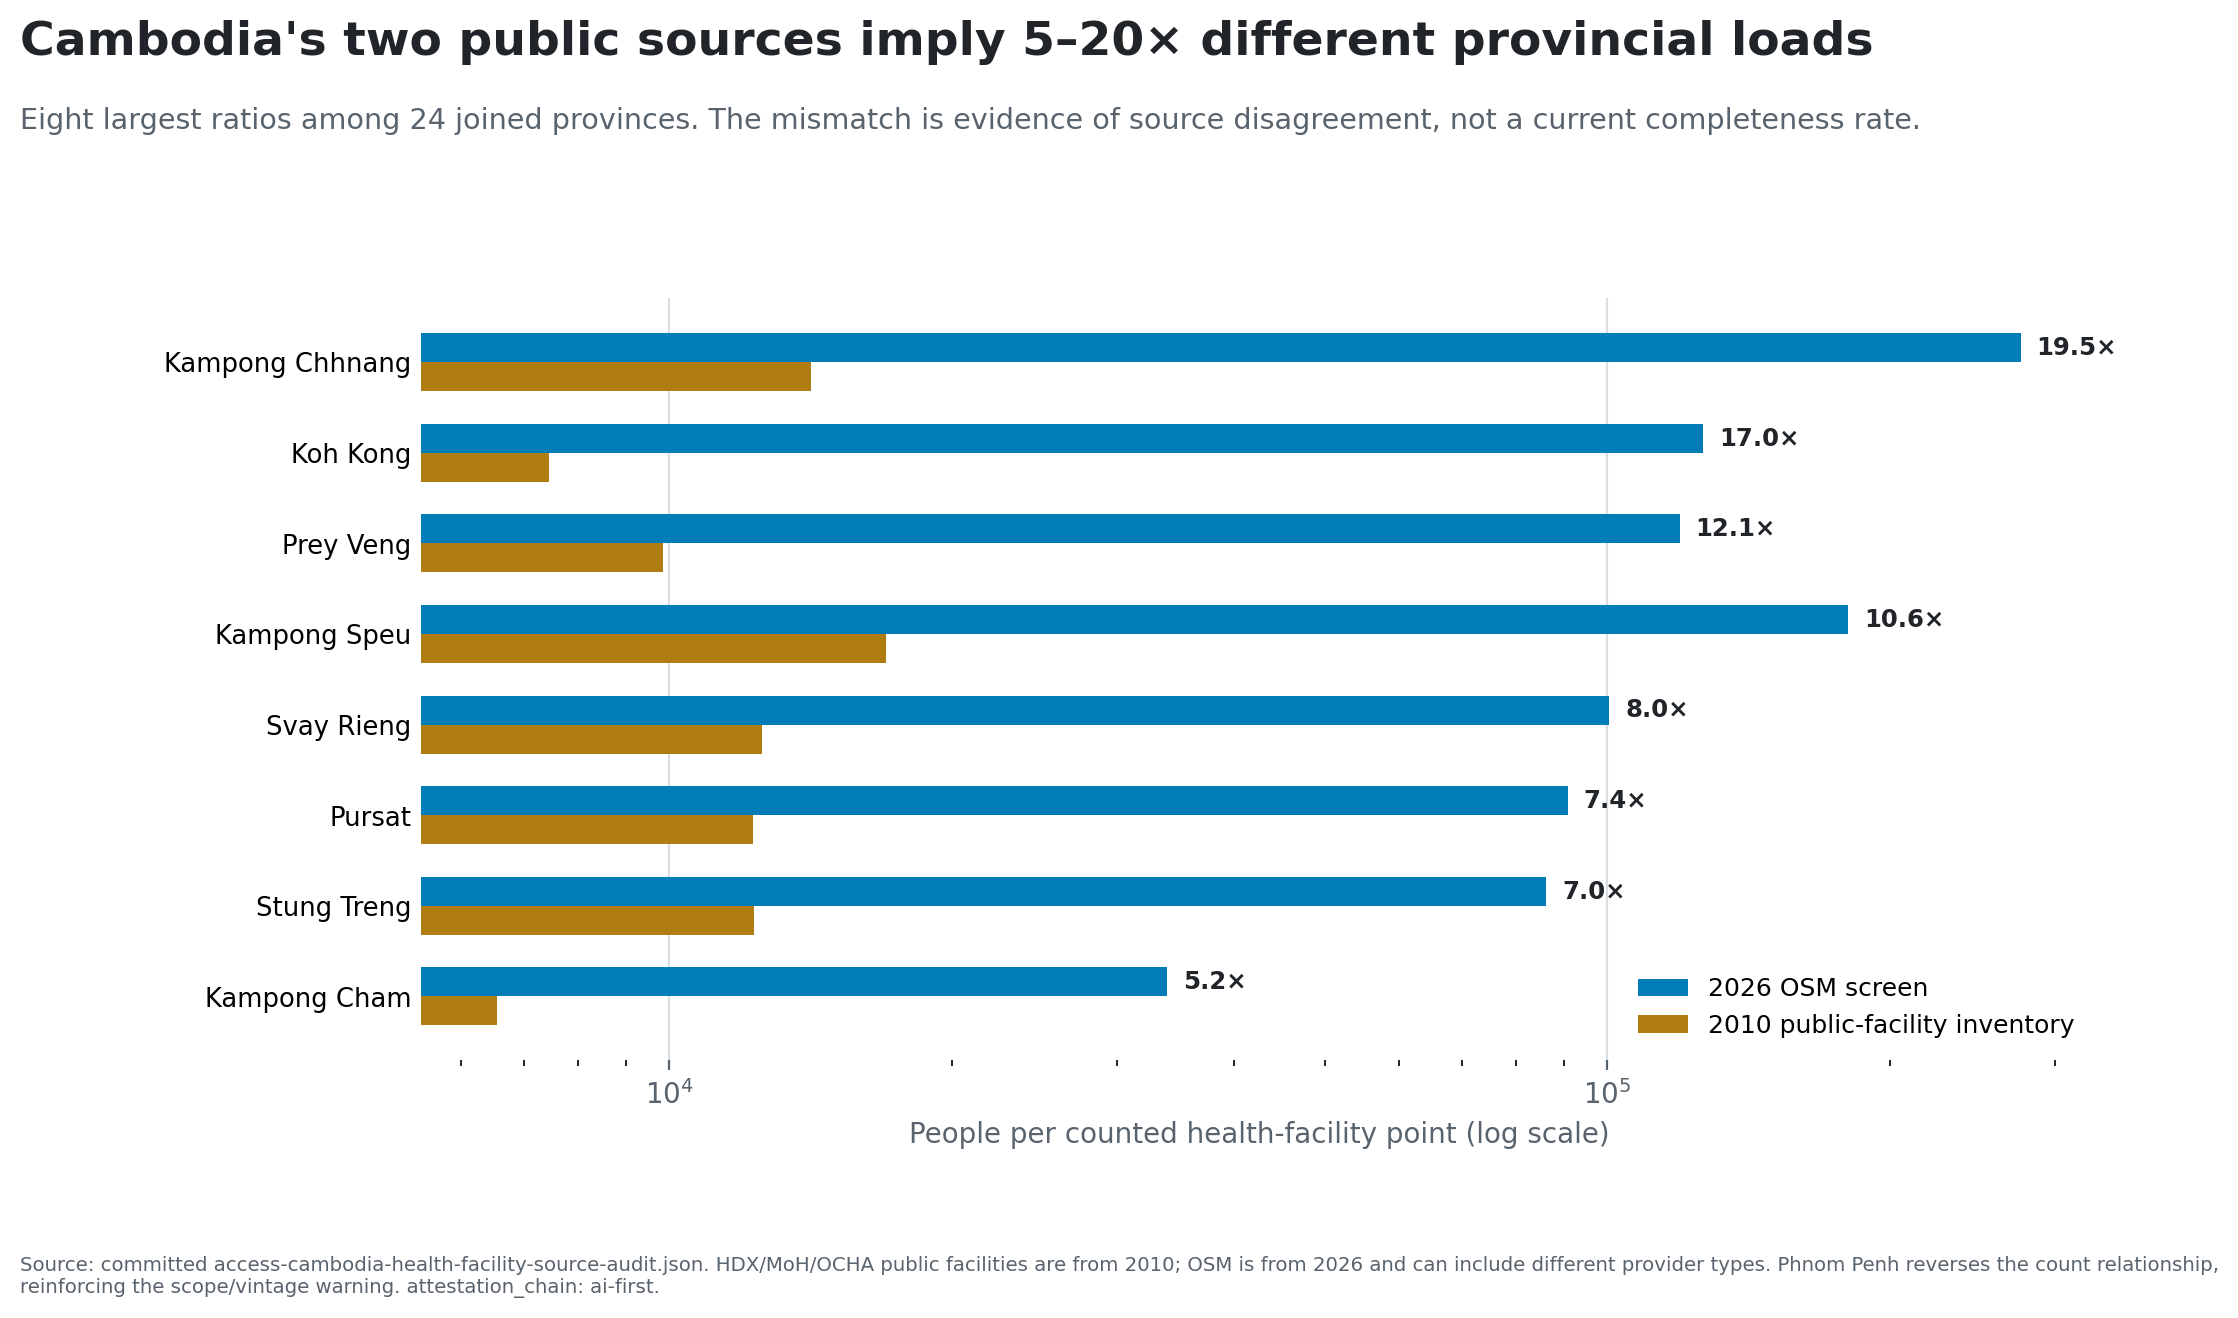 Cambodia's two public sources imply 5–20× different provincial loads
Eight largest ratios among 24 joined provinces. The mismatch is evidence of source disagreement, not a current completeness rate.
Kampong Chhnang
19.5×
Koh Kong
17.0×
Prey Veng
12.1×
Kampong Speu
10.6×
Svay Rieng
8.0×
Pursat
7.4×
Stung Treng
7.0×
Kampong Cham
5.2×
2026 OSM screen
2010 public-facility inventory
10⁴
10⁵
People per counted health-facility point (log scale)
Source: committed access-cambodia-health-facility-source-audit.json. HDX/MoH/OCHA public facilities are from 2010; OSM is from 2026 and can include different provider types. Phnom Penh reverses the count relationship,
reinforcing the scope/vintage warning. attestation_chain: ai-first.